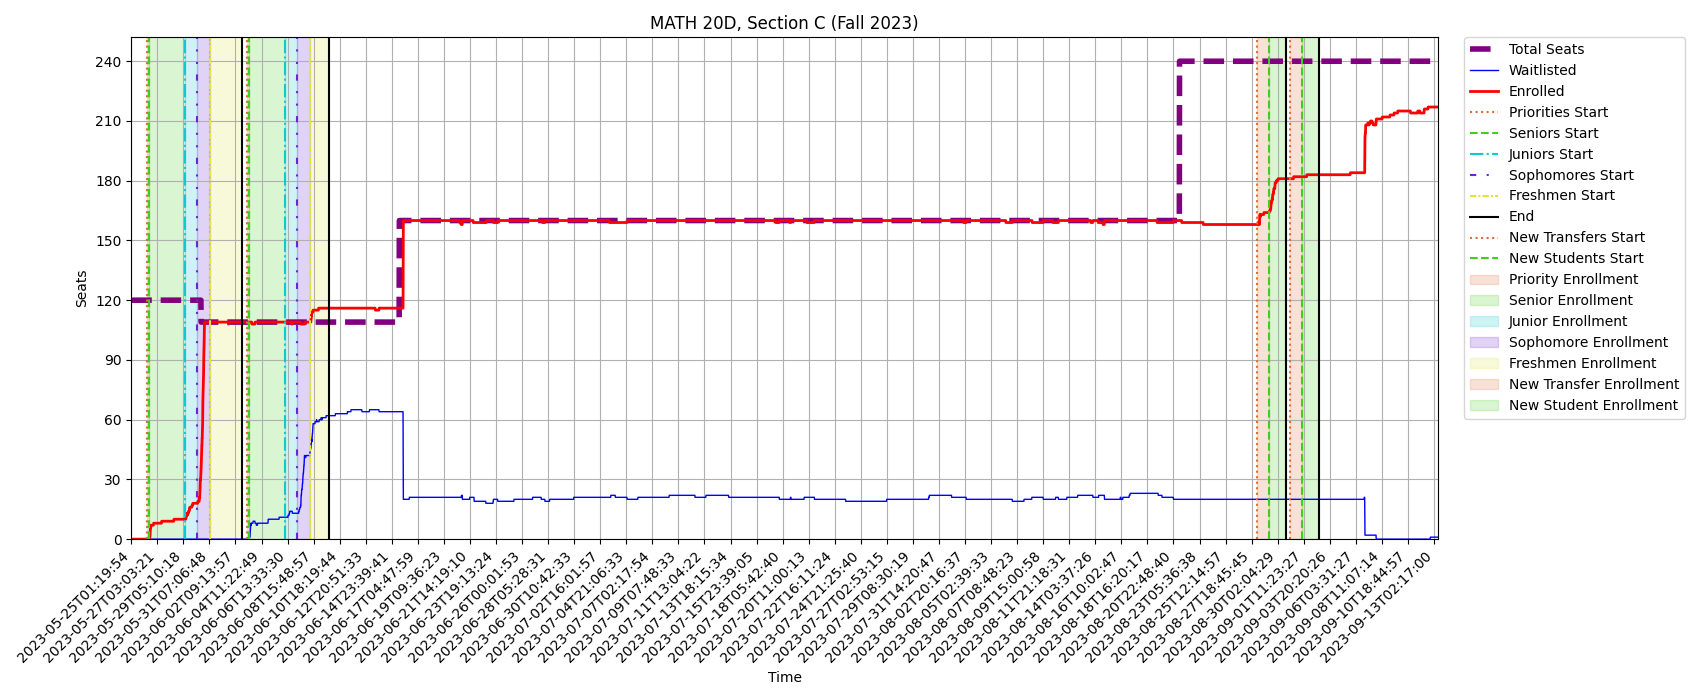 MATH 20D, Section C (Fall 2023)
Seats
240
210
180
150
120
90
60
30
0
2023-05-25T01:19:54
2023-05-27T03:03:21
2023-05-29T05:10:18
2023-05-31T07:06:48
2023-06-02T09:13:57
2023-06-04T11:22:49
2023-06-06T13:33:30
2023-06-08T15:48:57
2023-06-10T18:19:44
2023-06-12T20:51:33
2023-06-14T23:39:41
2023-06-17T04:47:59
2023-06-19T09:36:23
2023-06-21T14:19:10
2023-06-23T19:13:24
2023-06-26T00:01:53
2023-06-28T05:28:31
2023-06-30T10:42:33
2023-07-02T16:01:57
2023-07-04T21:06:33
2023-07-07T02:17:54
2023-07-09T07:48:33
2023-07-11T13:04:22
2023-07-13T18:15:34
2023-07-15T23:39:05
2023-07-18T05:42:40
2023-07-20T11:00:13
2023-07-22T16:11:24
2023-07-24T21:25:40
2023-07-27T02:53:15
2023-07-29T08:30:19
2023-07-31T14:20:47
2023-08-02T20:16:37
2023-08-05T02:39:33
2023-08-07T08:48:23
2023-08-09T15:00:58
2023-08-11T21:18:31
2023-08-14T03:37:26
2023-08-16T10:02:47
2023-08-18T16:20:17
2023-08-20T22:48:40
2023-08-23T05:36:38
2023-08-25T12:14:57
2023-08-27T18:45:45
2023-08-30T02:04:29
2023-09-01T11:23:27
2023-09-03T20:20:26
2023-09-06T03:31:27
2023-09-08T11:07:14
2023-09-10T18:44:57
2023-09-13T02:17:00
Time
Total Seats
Waitlisted
Enrolled
Priorities Start
Seniors Start
Juniors Start
Sophomores Start
Freshmen Start
End
New Transfers Start
New Students Start
Priority Enrollment
Senior Enrollment
Junior Enrollment
Sophomore Enrollment
Freshmen Enrollment
New Transfer Enrollment
New Student Enrollment